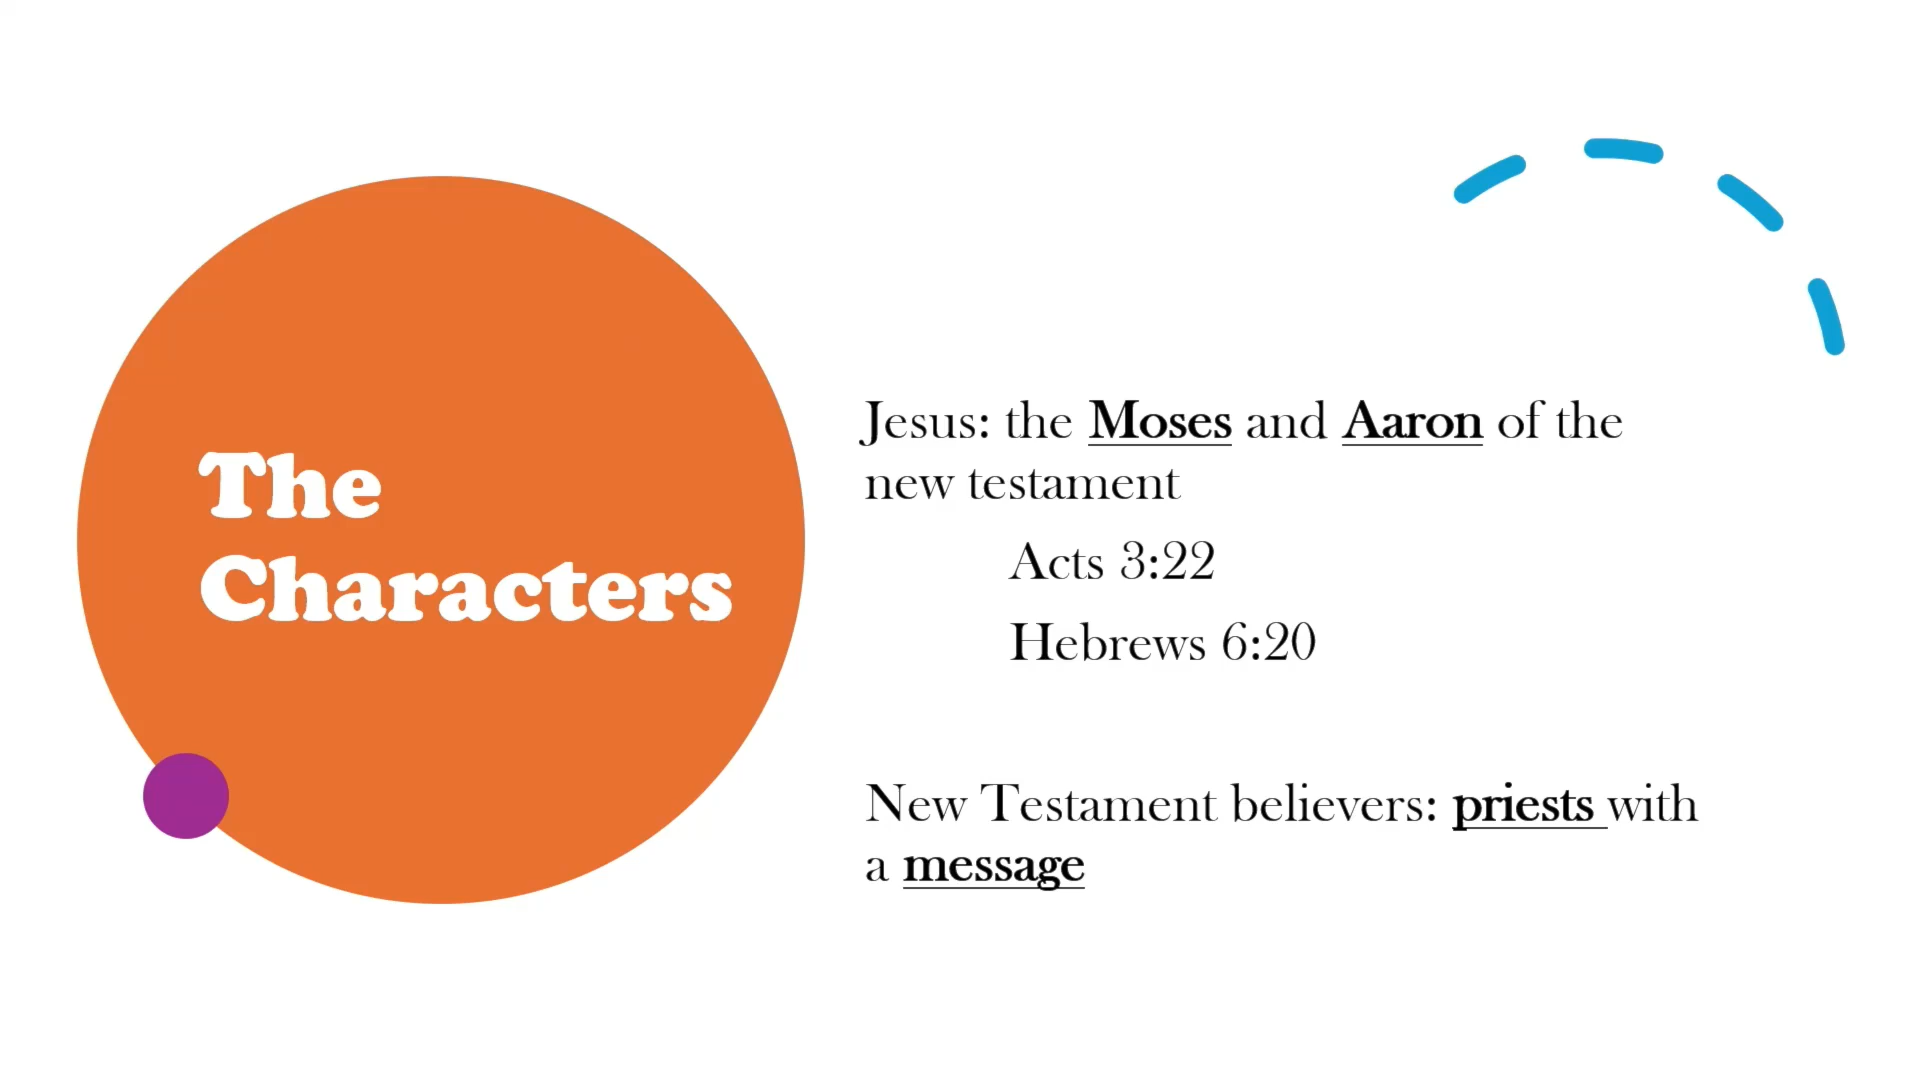 The
Characters
Jesus: the Moses and Aaron of the
new testament
Acts 3:22
Hebrews 6:20
New Testament believers: priests with
a message